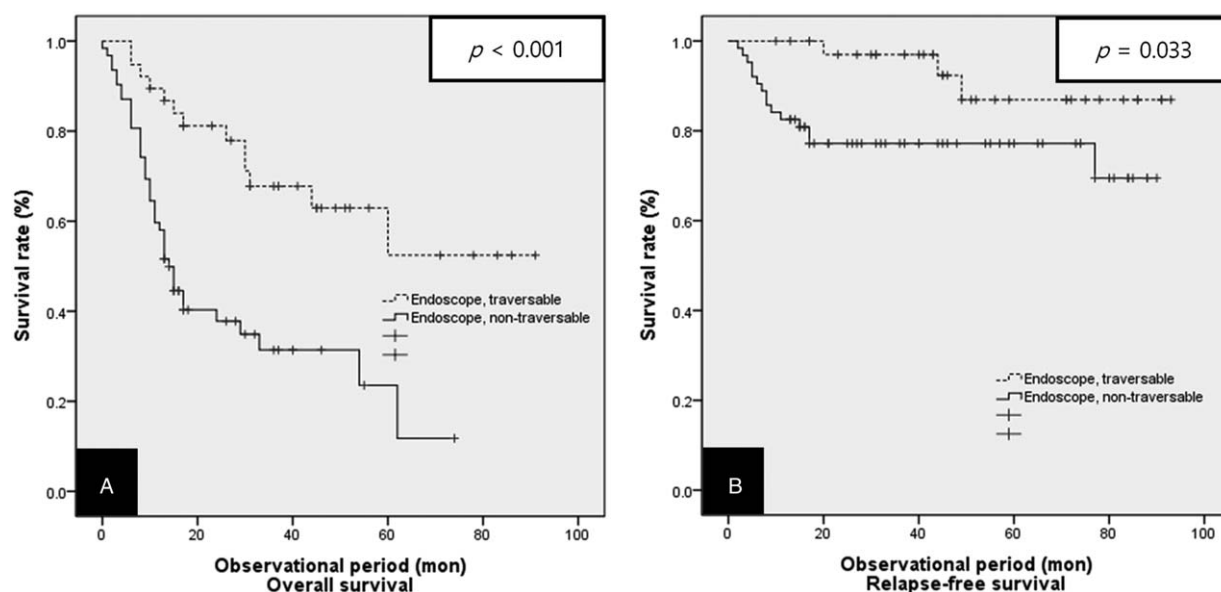 p < 0.001
Survival rate (%)
1.0
0.8
0.6
0.4
0.2
0.0
Endoscope, traversable
Endoscope, non-traversable
A
0 20 40 60 80 100
Observational period (mon)
Overall survival
p = 0.033
Survival rate (%)
1.0
0.8
0.6
0.4
0.2
0.0
Endoscope, traversable
Endoscope, non-traversable
B
0 20 40 60 80 100
Observational period (mon)
Relapse-free survival